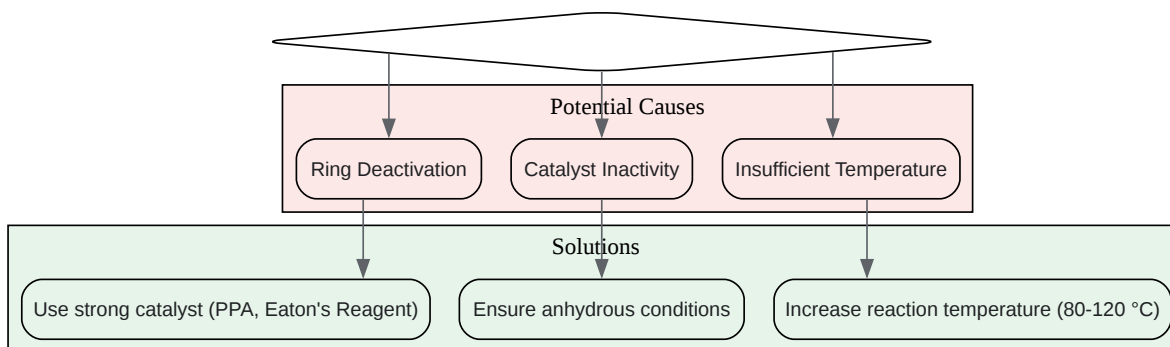 Potential Causes
Ring Deactivation
Catalyst Inactivity
Insufficient Temperature
Solutions
Use strong catalyst (PPA, Eaton's Reagent)
Ensure anhydrous conditions
Increase reaction temperature (80-120 °C)